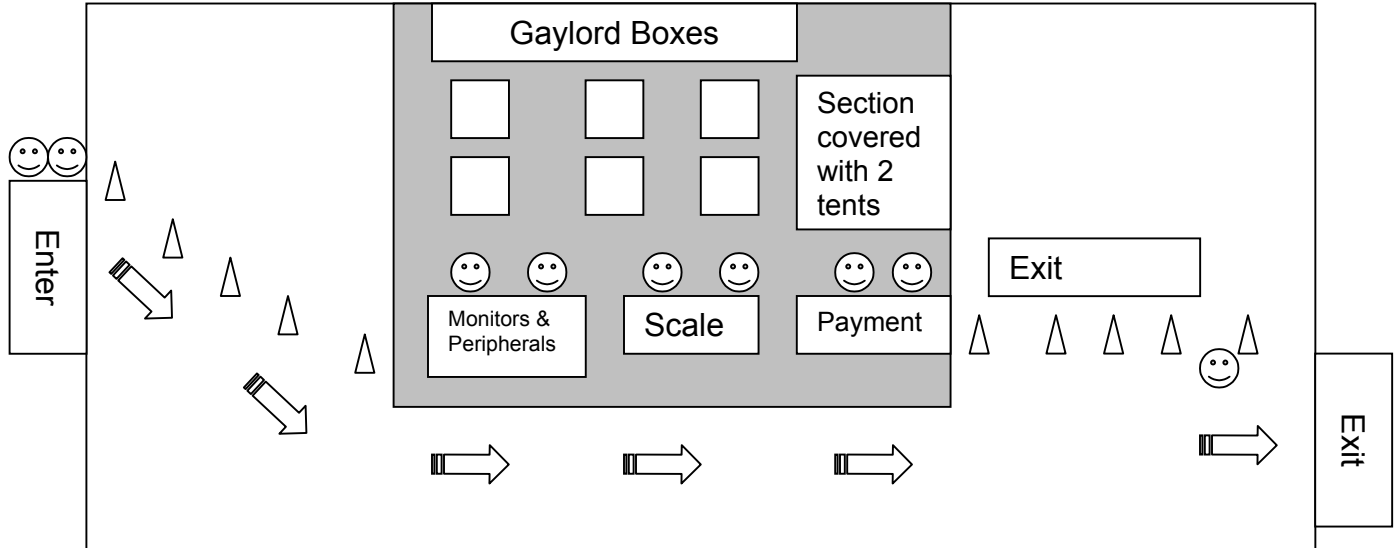 Gaylord Boxes
Section
covered
with 2
tents
Enter
Exit
Monitors &
Peripherals
Scale
Payment
Exit